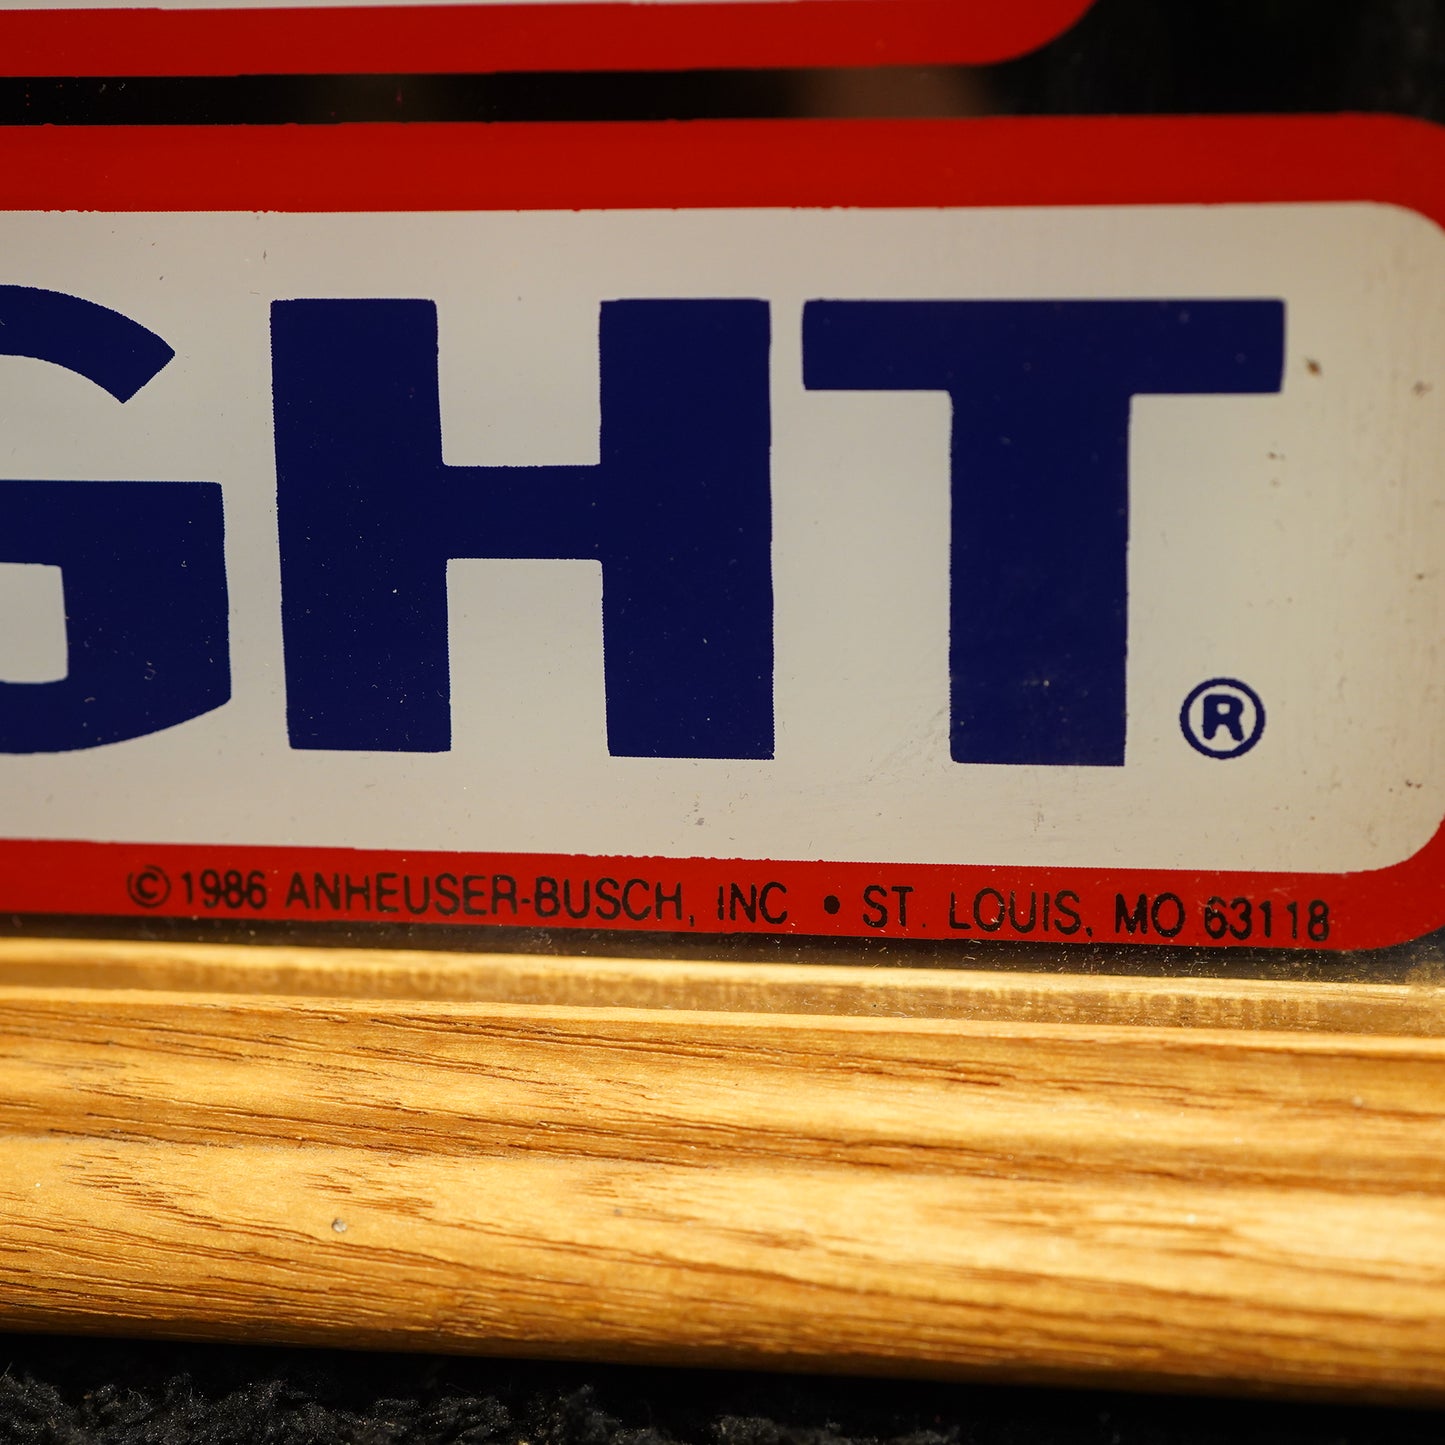 GHT®
©1986 ANHEUSER-BUSCH, INC • ST. LOUIS, MO 63118